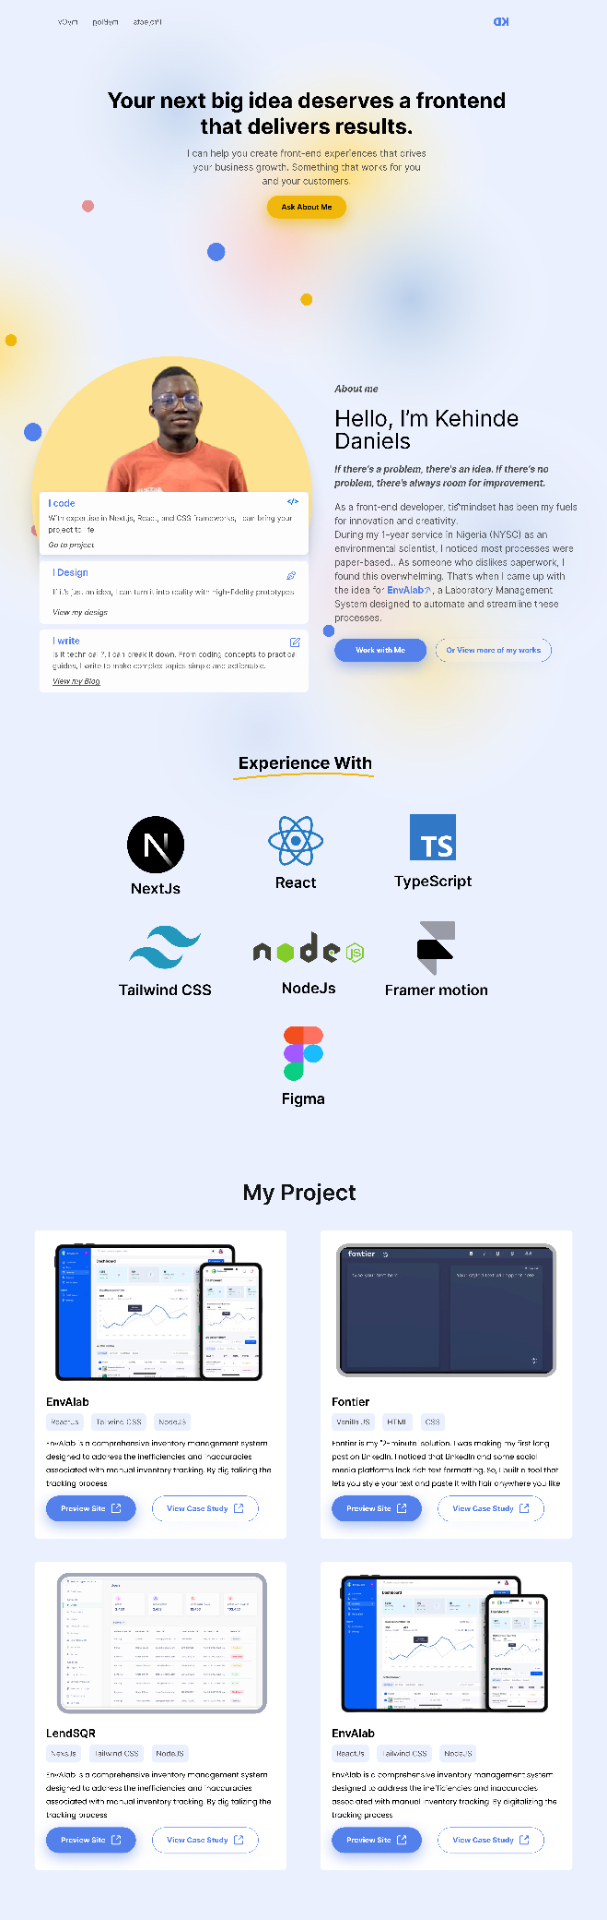 Your next big idea deserves a frontend
that delivers results.
I can help you create front-end experiences that drives
your business growth. Something that works for you
and your customers.
Ask About Me
About me
Hello, I'm Kehinde
Daniels
If there's a problem, there's an idea. If there's no
problem, there's always room for improvement.
As a front-end developer, mindset has been my fuels
for innovation and creativity.
During my 1-year service in Nigeria (NYSC) as an
environmental scientist, I noticed most processes were
paper-based.. As someone who dislikes paperwork, I
found this overwhelming. That's when I came up with
the idea for EnvAlab, a Laboratory Management
System designed to automate and streamline these
processes.
Work with Me
Or View more of my works
I code
With expertise in Next.js, React, and CSS frameworks, I can bring your
project to life
Go to project
I Design
If it's just an idea, I can turn it into reality with High-Fidelity prototypes
View my design
I write
Is it technical?, I can break it down. From coding concepts to practical
guides, I write to make complex topics simple and actionable.
View my Blog
Experience With
NextJs
React
TypeScript
TS
Tailwind CSS
NodeJs
Framer motion
Figma
My Project
Dashboard
fontier
EnvAlab
ReactJs
Tailwind CSS
NodeJS
EnvAlab is a comprehensive inventory management system
designed to address the inefficiencies and inaccuracies
associated with manual inventory tracking. By digitalizing the
tracking process
Preview Site
View Case Study
Fontier
Vanilla JS
HTML
CSS
Fontier is my "2-minute" solution. I was making my first long
post on LinkedIn. I noticed that LinkedIn and some social
media platforms lack rich text formatting. So, I built a tool that
lets you style your text and paste it with flair anywhere you like
Preview Site
View Case Study
LendSQR
NexsJs
Tailwind CSS
NodeJS
EnvAlab is a comprehensive inventory management system
designed to address the inefficiencies and inaccuracies
associated with manual inventory tracking. By digitalizing the
tracking process
Preview Site
View Case Study
EnvAlab
ReactJs
Tailwind CSS
NodeJS
EnvAlab is a comprehensive inventory management system
designed to address the inefficiencies and inaccuracies
associated with manual inventory tracking. By digitalizing the
tracking process
Preview Site
View Case Study